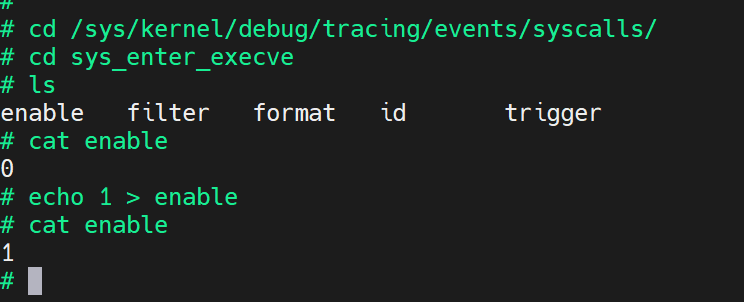 #
# cd /sys/kernel/debug/tracing/events/syscalls/
# cd sys_enter_execve
# ls
enable   filter   format   id       trigger
# cat enable
0
# echo 1 > enable
# cat enable
1
#